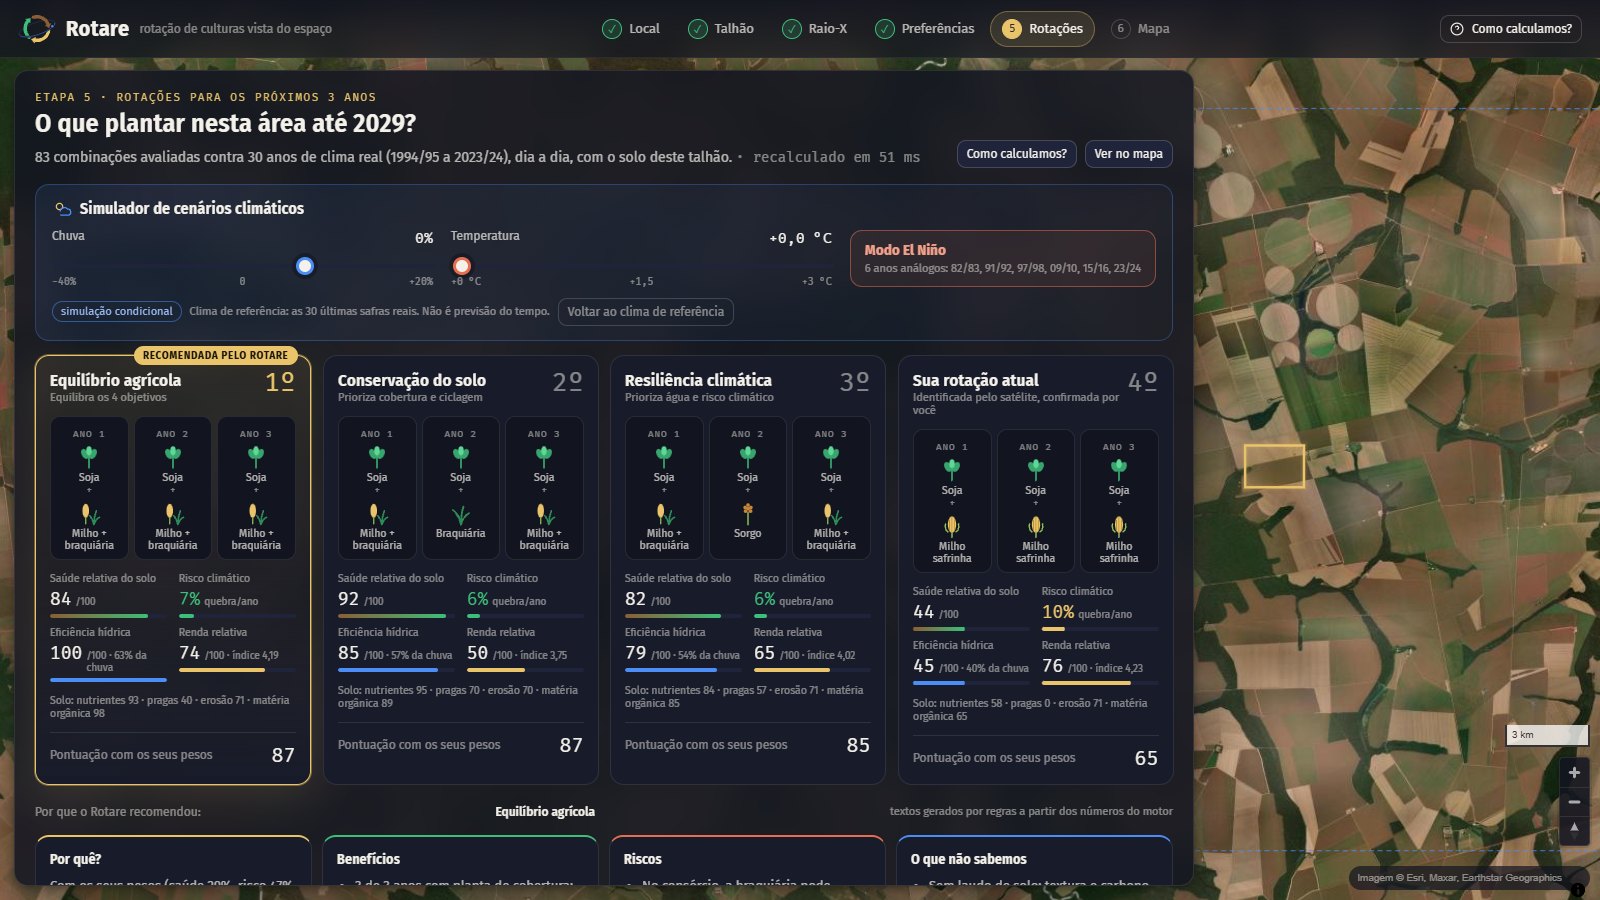 Rotare rotação de culturas vista do espaço
Local
Talhão
Raio-X
Preferências
5 Rotações
6 Mapa
Como calculamos?
ETAPA 5 · ROTAÇÕES PARA OS PRÓXIMOS 3 ANOS
O que plantar nesta área até 2029?
83 combinações avaliadas contra 30 anos de clima real (1994/95 a 2023/24), dia a dia, com o solo deste talhão. · recalculado em 51 ms
Como calculamos?
Ver no mapa
Simulador de cenários climáticos
Chuva 0%
-40% 0 +20%
Temperatura +0,0 °C
+0 °C +1,5 +3 °C
Modo El Niño
6 anos análogos: 82/83, 91/92, 97/98, 09/10, 15/16, 23/24
simulação condicional
Clima de referência: as 30 últimas safras reais. Não é previsão do tempo.
Voltar ao clima de referência
RECOMENDADA PELO ROTARE
Equilíbrio agrícola 1º
Equilibra os 4 objetivos
ANO 1 ANO 2 ANO 3
Soja Soja Soja
+ + +
Milho + Milho + Milho +
braquiária braquiária braquiária
Saúde relativa do solo Risco climático
84 /100 7% quebra/ano
Eficiência hídrica Renda relativa
100 /100 · 63% da 74 /100 · índice 4,19
chuva
Solo: nutrientes 93 · pragas 40 · erosão 71 · matéria
orgânica 98
Pontuação com os seus pesos 87
Conservação do solo 2º
Prioriza cobertura e ciclagem
ANO 1 ANO 2 ANO 3
Soja Soja Soja
+ + +
Milho + Braquiária Milho +
braquiária braquiária
Saúde relativa do solo Risco climático
92 /100 6% quebra/ano
Eficiência hídrica Renda relativa
85 /100 · 57% da chuva 50 /100 · índice 3,75
Solo: nutrientes 95 · pragas 70 · erosão 70 · matéria
orgânica 89
Pontuação com os seus pesos 87
Resiliência climática 3º
Prioriza água e risco climático
ANO 1 ANO 2 ANO 3
Soja Soja Soja
+ + +
Milho + Sorgo Milho +
braquiária braquiária
Saúde relativa do solo Risco climático
82 /100 6% quebra/ano
Eficiência hídrica Renda relativa
79 /100 · 54% da chuva 65 /100 · índice 4,02
Solo: nutrientes 84 · pragas 57 · erosão 71 · matéria
orgânica 85
Pontuação com os seus pesos 85
Sua rotação atual 4º
Identificada pelo satélite, confirmada por
você
ANO 1 ANO 2 ANO 3
Soja Soja Soja
+ + +
Milho Milho Milho
safrinha safrinha safrinha
Saúde relativa do solo Risco climático
44 /100 10% quebra/ano
Eficiência hídrica Renda relativa
45 /100 · 40% da chuva 76 /100 · índice 4,23
Solo: nutrientes 58 · pragas 0 · erosão 71 · matéria
orgânica 65
Pontuação com os seus pesos 65
Por que o Rotare recomendou: Equilíbrio agrícola textos gerados por regras a partir dos números do motor
Por quê?
Benefícios
Riscos
O que não sabemos
3 km
Imagem © Esri, Maxar, Earthstar Geographics